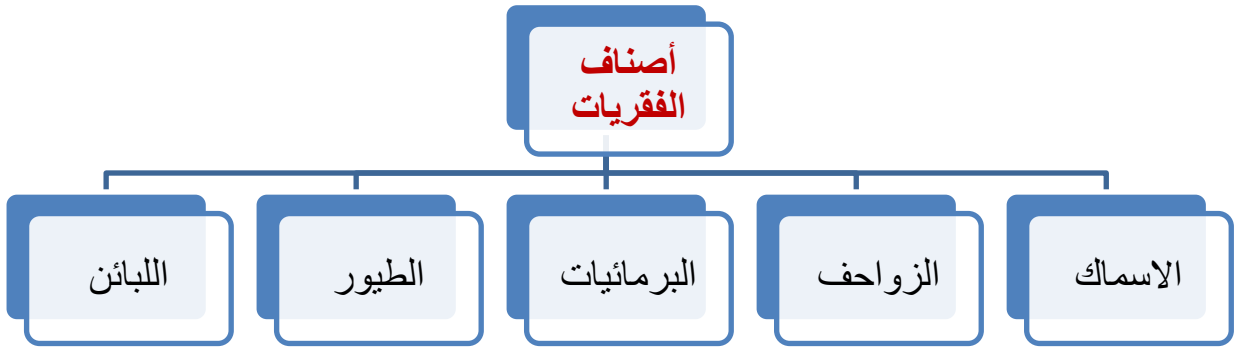 أصناف
الفقريات
الاسماك
الزواحف
البرمائيات
الطيور
اللبائن